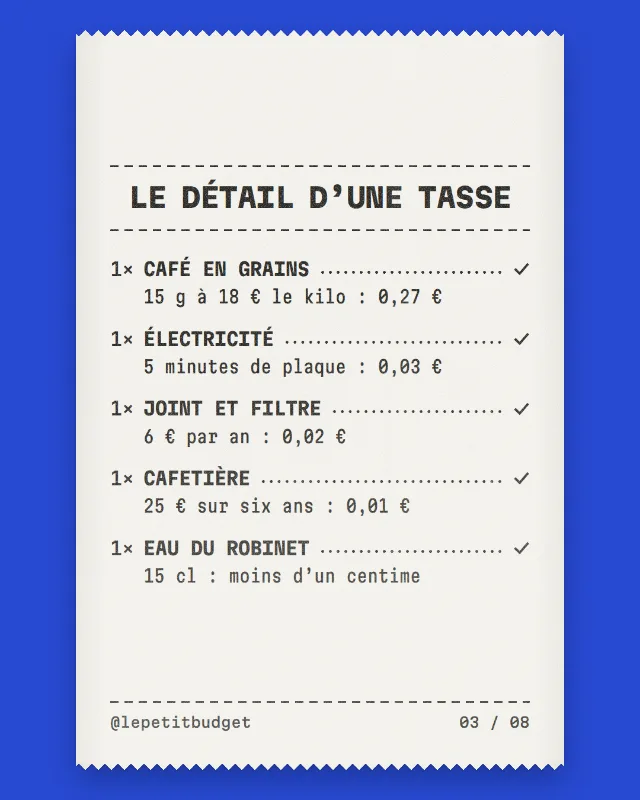 LE DÉTAIL D’UNE TASSE
1× CAFÉ EN GRAINS ........................ ✓
15 g à 18 € le kilo : 0,27 €
1× ÉLECTRICITÉ ........................ ✓
5 minutes de plaque : 0,03 €
1× JOINT ET FILTRE ........................ ✓
6 € par an : 0,02 €
1× CAFETIÈRE ........................ ✓
25 € sur six ans : 0,01 €
1× EAU DU ROBINET ........................ ✓
15 cl : moins d’un centime
@lepetitbudget 03 / 08